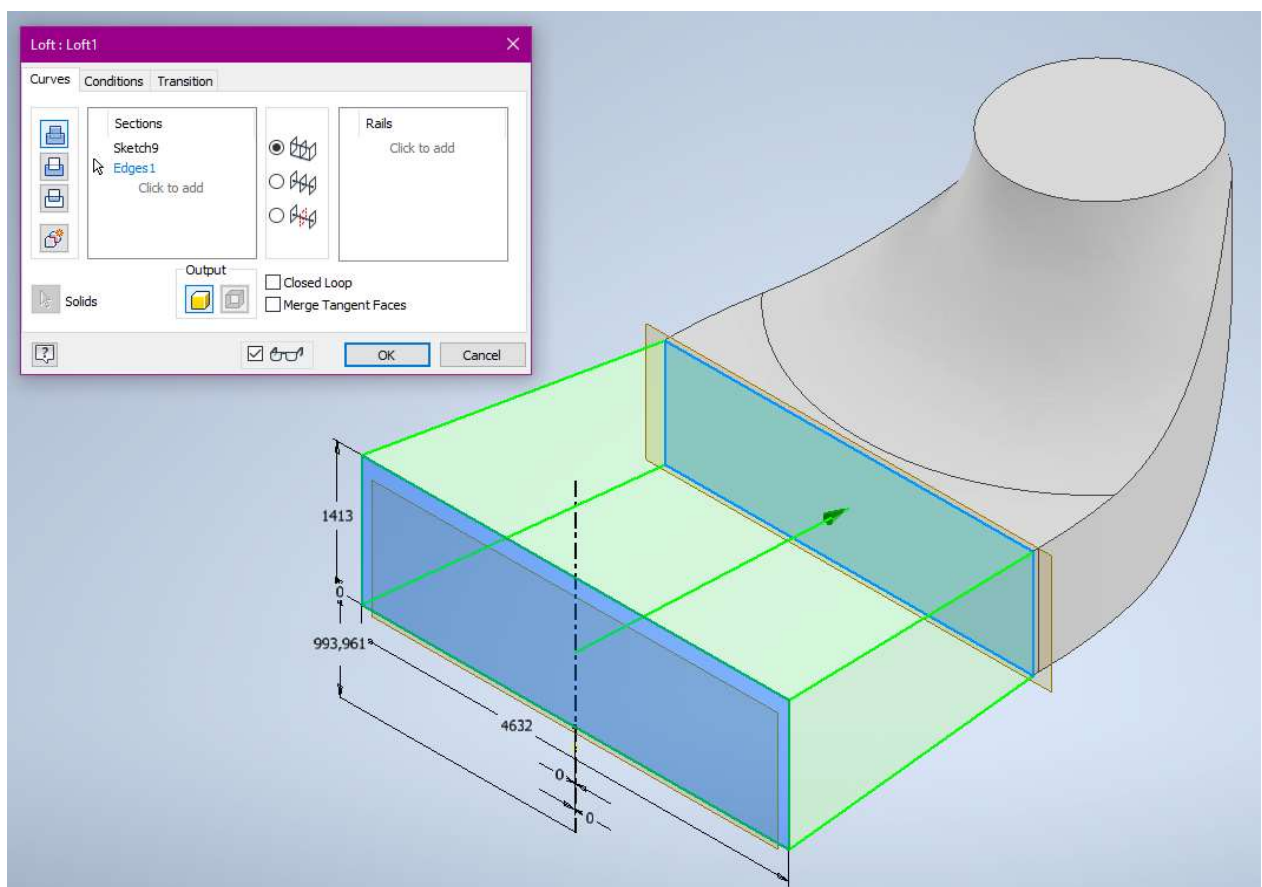 Loft : Loft1
Curves Conditions Transition
Sections
Sketch9
Edges1
Click to add
Rails
Click to add
Solids
Output
Closed Loop
Merge Tangent Faces
?
OK Cancel
1413
0
993,961
4632
0
0